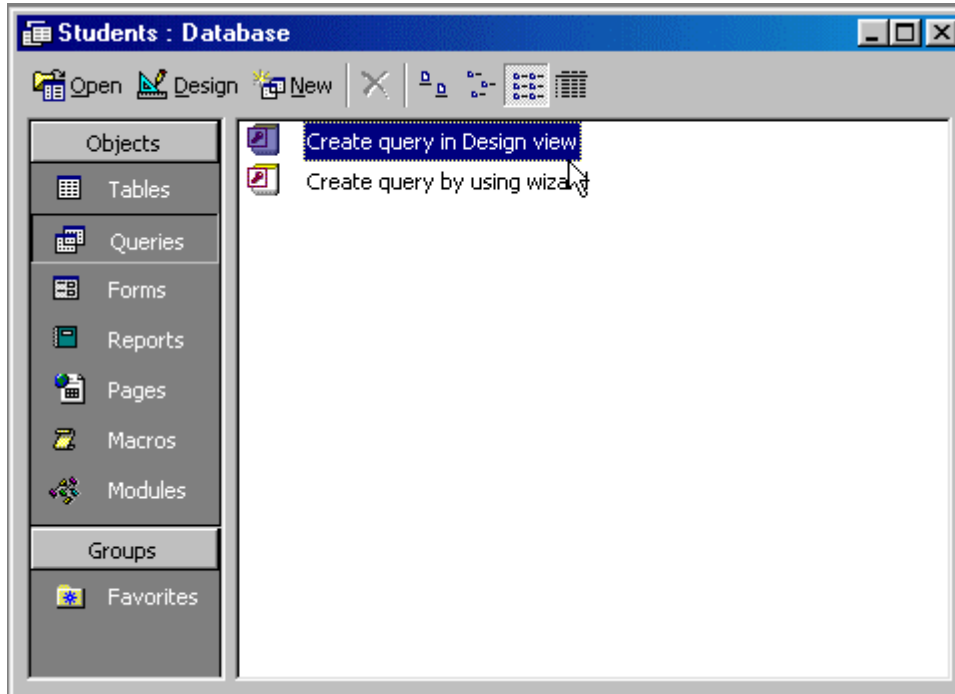 Students : Database
Open Design New
Objects
Tables
Queries
Forms
Reports
Pages
Macros
Modules
Groups
Favorites
Create query in Design view
Create query by using wizard